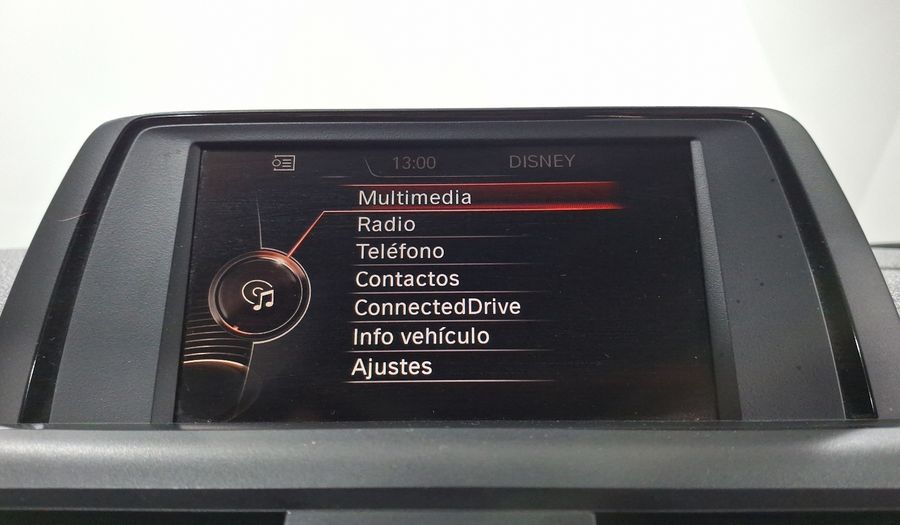 13:00 DISNEY
Multimedia
Radio
Teléfono
Contactos
ConnectedDrive
Info vehículo
Ajustes